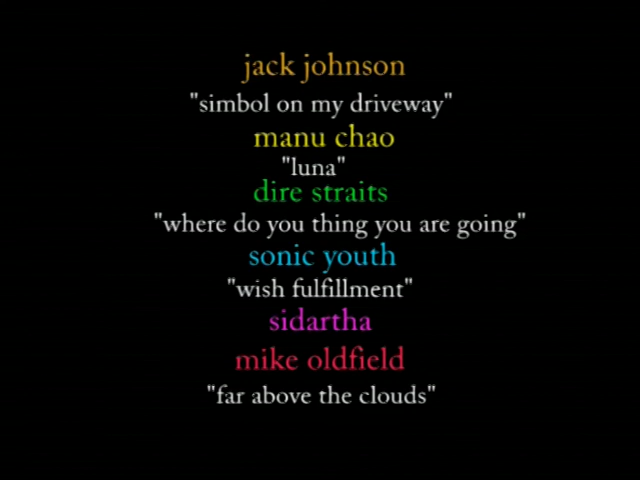 jack johnson
"simbol on my driveway"
manu chao
"luna"
dire straits
"where do you thing you are going"
sonic youth
"wish fulfillment"
sidartha
mike oldfield
"far above the clouds"